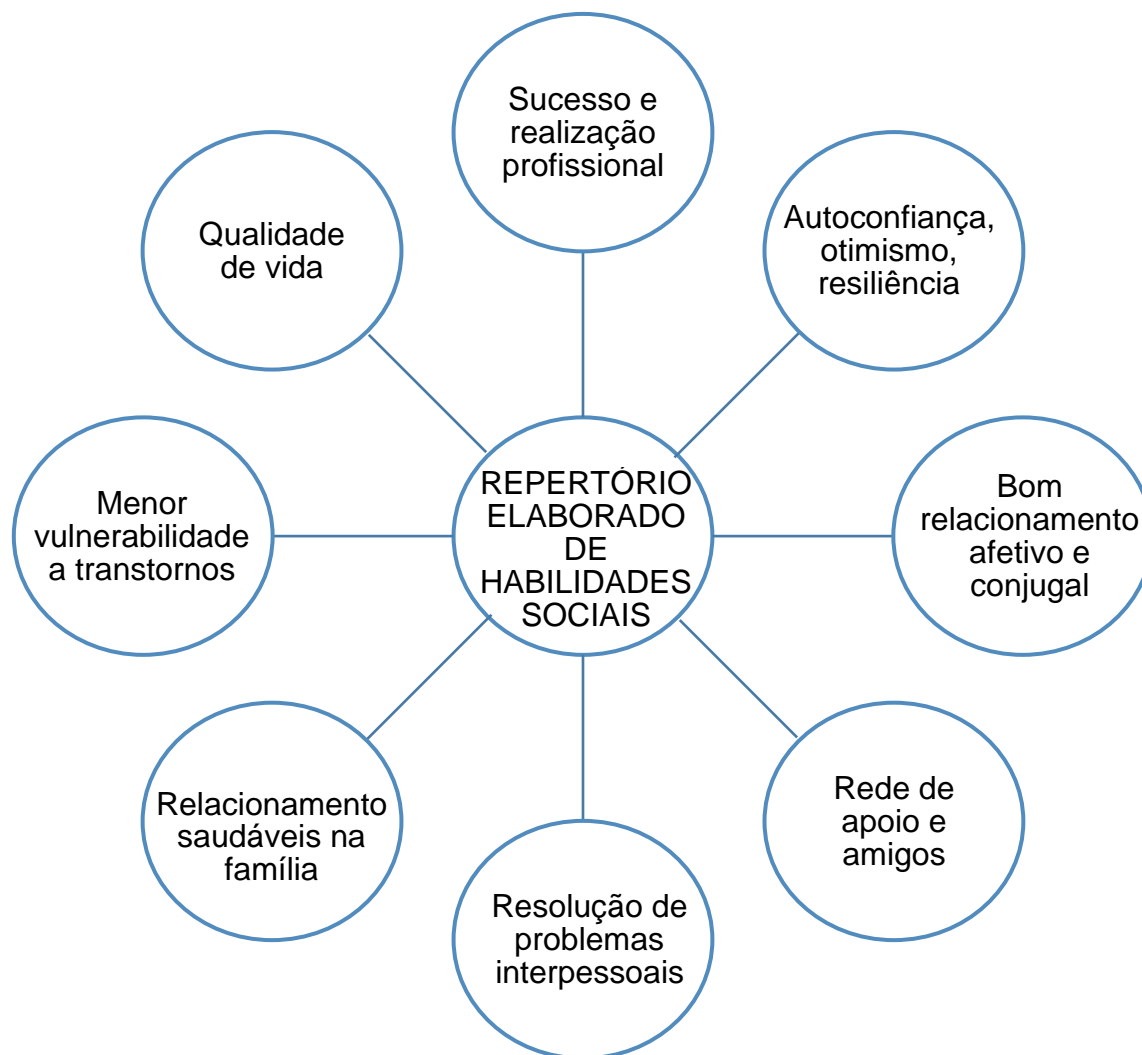 Sucesso e
realização
profissional
Autoconfiança,
otimismo,
resiliência
Bom
relacionamento
afetivo e
conjugal
Rede de
apoio e
amigos
Resolução de
problemas
interpessoais
Relacionamento
saudáveis na
família
Menor
vulnerabilidade
a transtornos
Qualidade
de vida
REPERTÓRIO
ELABORADO
DE
HABILIDADES
SOCIAIS